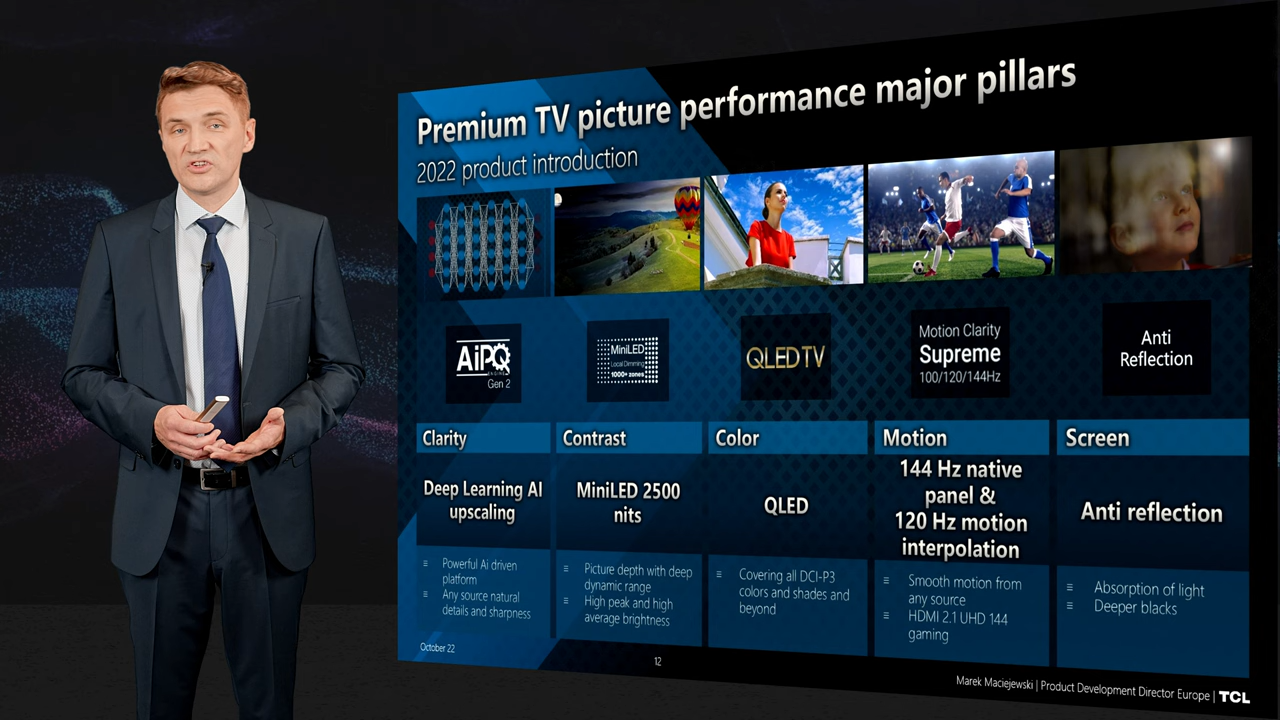 Premium TV picture performance major pillars
2022 product introduction
AiPQ
ENGINE
Gen 2
MiniLED
Local Dimming
1000+ zones
QLED TV
Motion Clarity
Supreme
100/120/144Hz
Anti
Reflection
Clarity
Contrast
Color
Motion
Screen
Deep Learning AI
upscaling
MiniLED 2500
nits
QLED
144 Hz native
panel &
120 Hz motion
interpolation
Anti reflection
Powerful Ai driven
platform
Any source natural
details and sharpness
Picture depth with deep
dynamic range
High peak and high
average brightness
Covering all DCI-P3
colors and shades and
beyond
Smooth motion from
any source
HDMI 2.1 UHD 144
gaming
Absorption of light
Deeper blacks
October 22
12
Marek Maciejewski | Product Development Director Europe | TCL